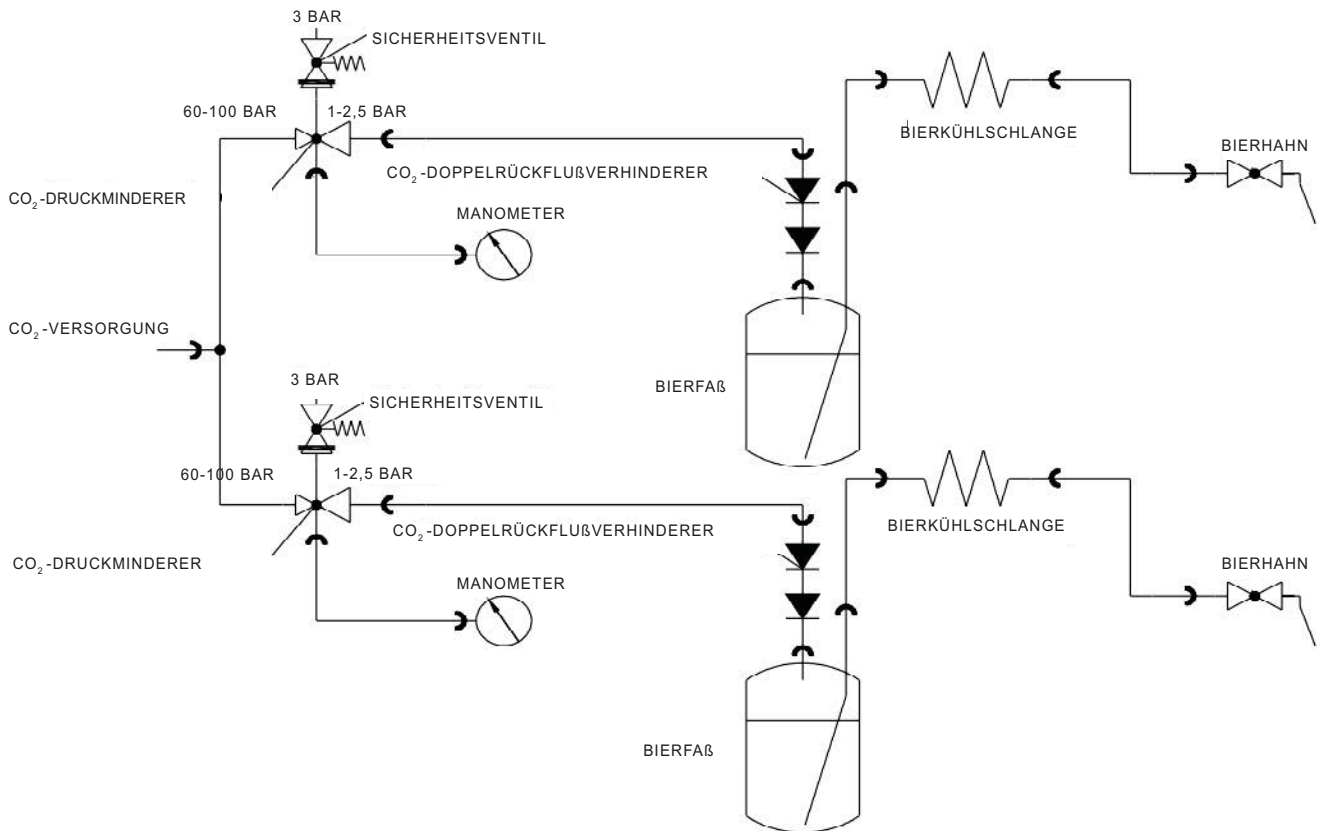 3 BAR
SICHERHEITSVENTIL
60-100 BAR
1-2,5 BAR
BIERKÜHLSCHLANGE
BIERHAHN
CO₂-DOPPELRÜCKFLUßVERHINDERER
CO₂-DRUCKMINDERER
MANOMETER
CO₂-VERSORGUNG
3 BAR
BIERFAß
SICHERHEITSVENTIL
60-100 BAR
1-2,5 BAR
CO₂-DOPPELRÜCKFLUßVERHINDERER
BIERKÜHLSCHLANGE
CO₂-DRUCKMINDERER
BIERHAHN
MANOMETER
BIERFAß